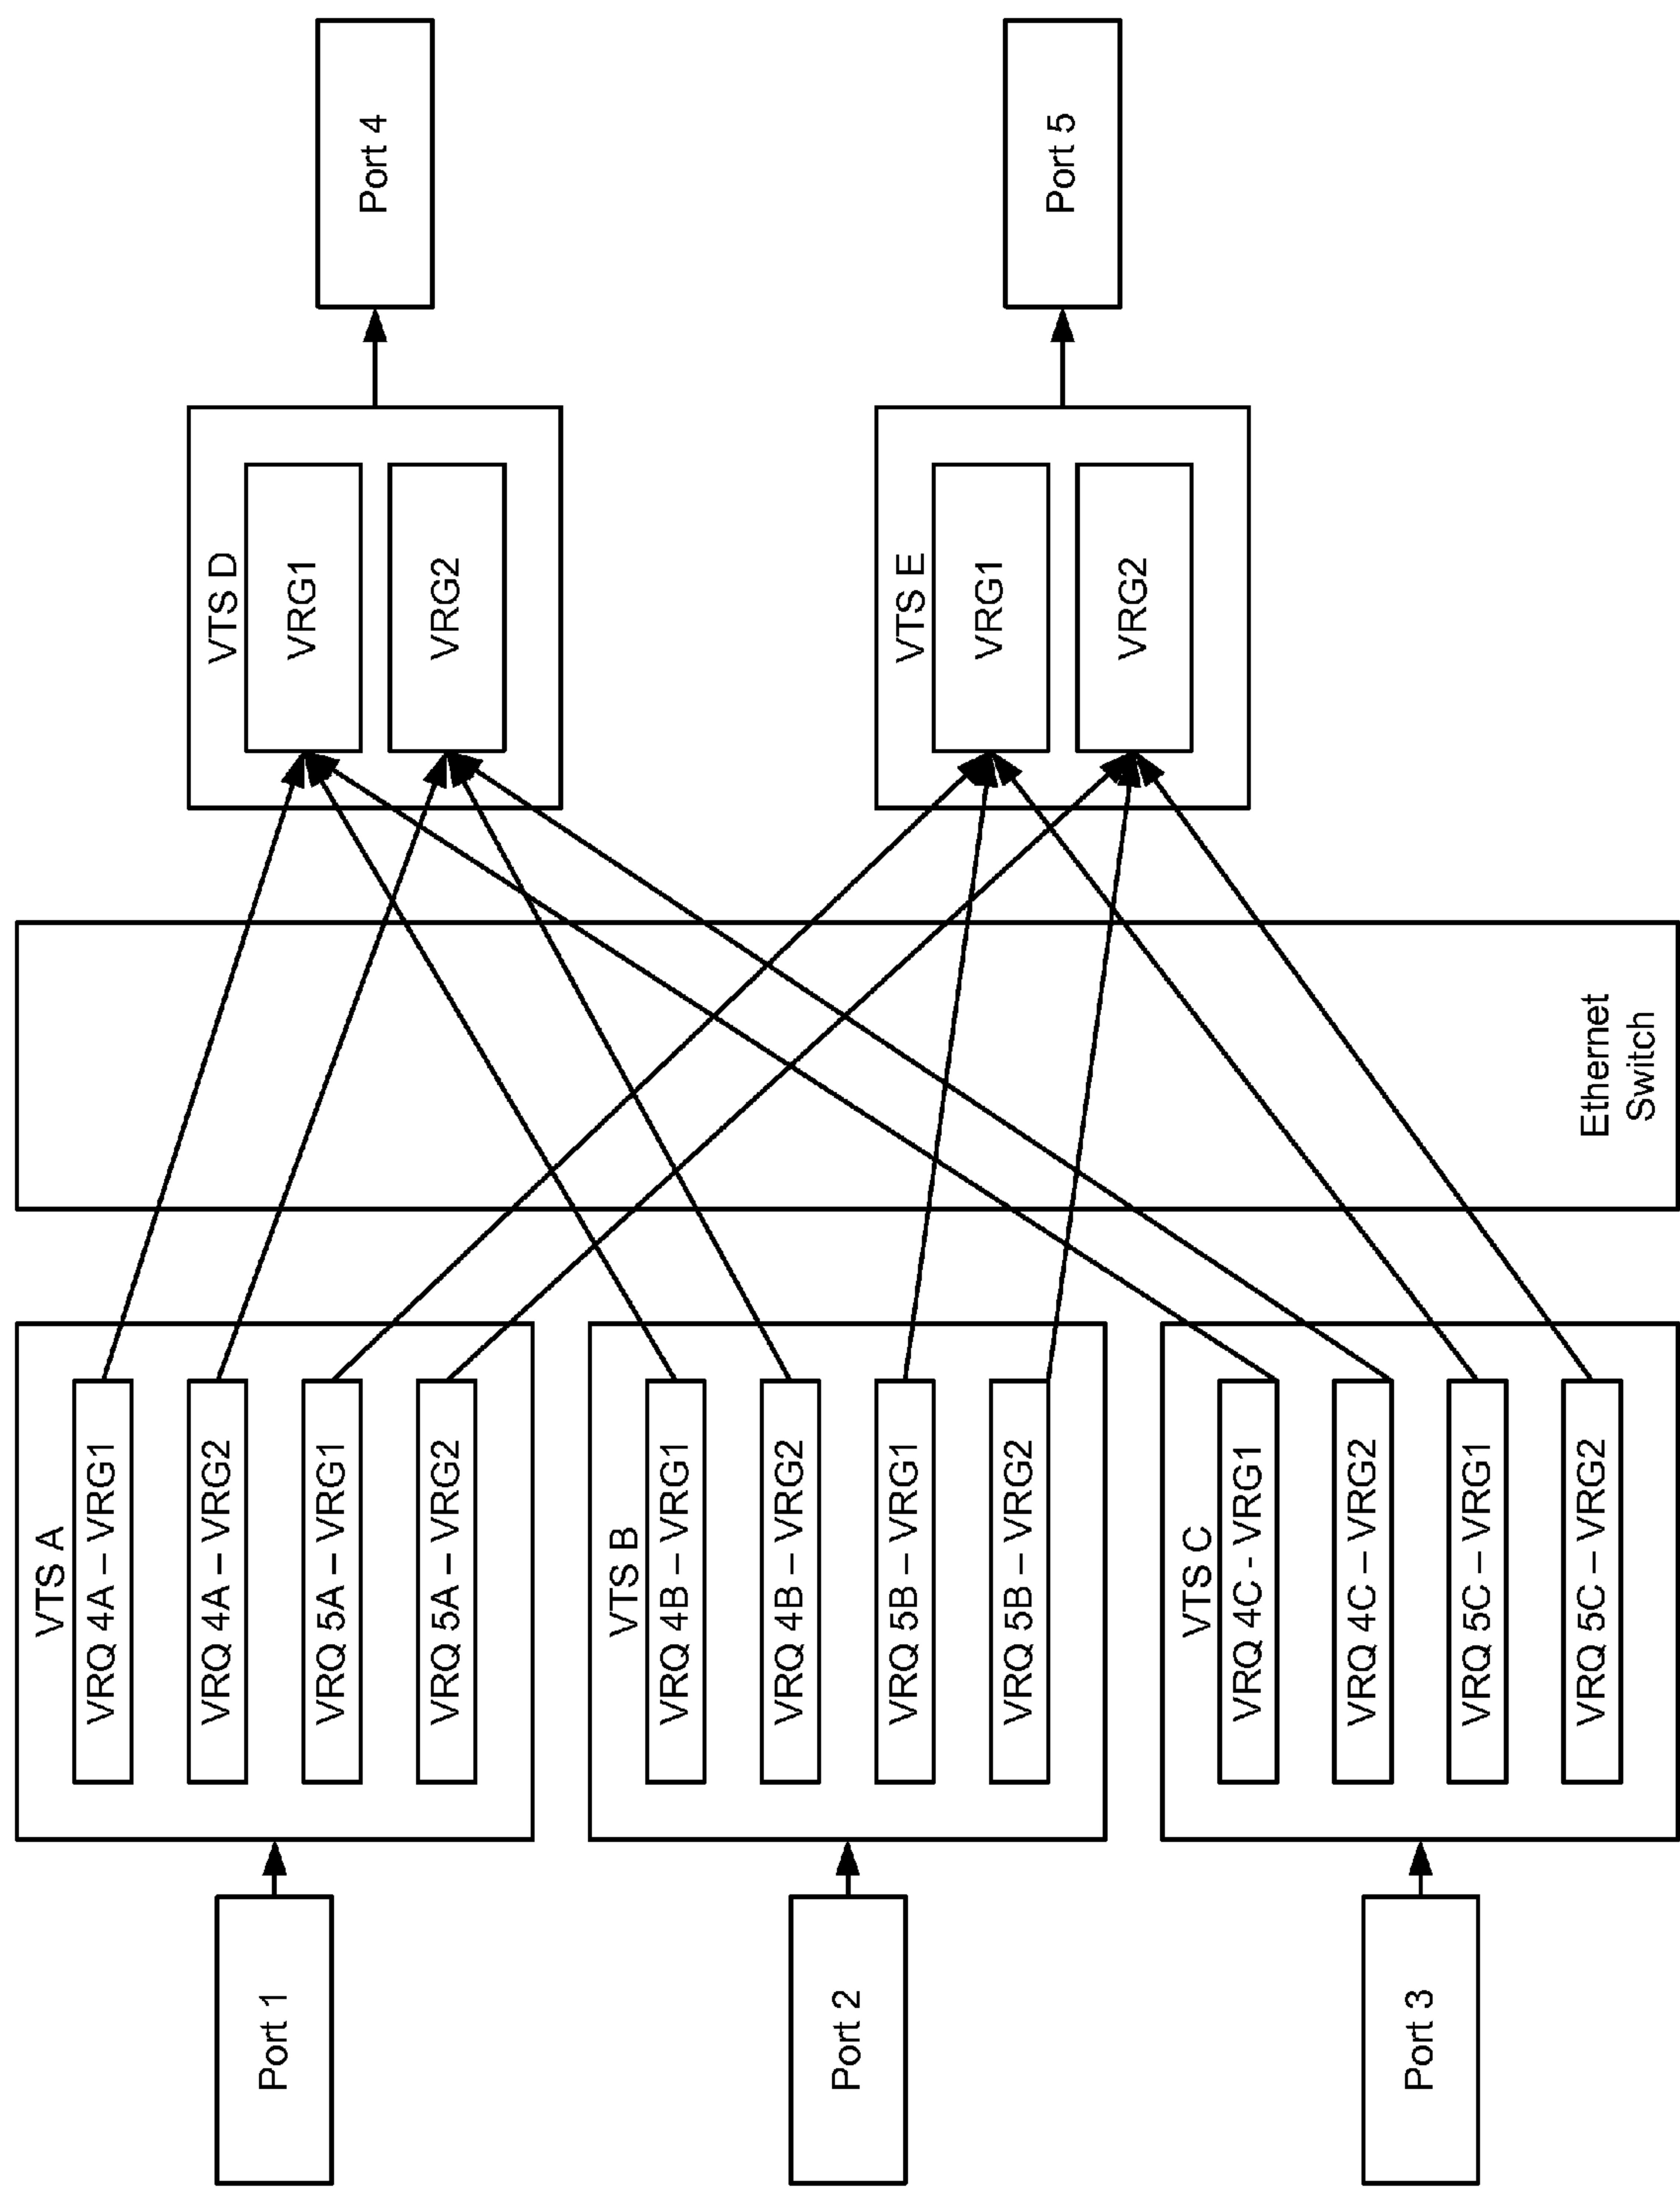 Port 1
VTS A
VRQ 4A – VRG1
VRQ 4A – VRG2
VRQ 5A – VRG1
VRQ 5A – VRG2
Port 2
VTS B
VRQ 4B – VRG1
VRQ 4B – VRG2
VRQ 5B – VRG1
VRQ 5B – VRG2
Port 3
VTS C
VRQ 4C - VRG1
VRQ 4C – VRG2
VRQ 5C – VRG1
VRQ 5C – VRG2
Ethernet
Switch
VTS D
VRG1
VRG2
Port 4
VTS E
VRG1
VRG2
Port 5